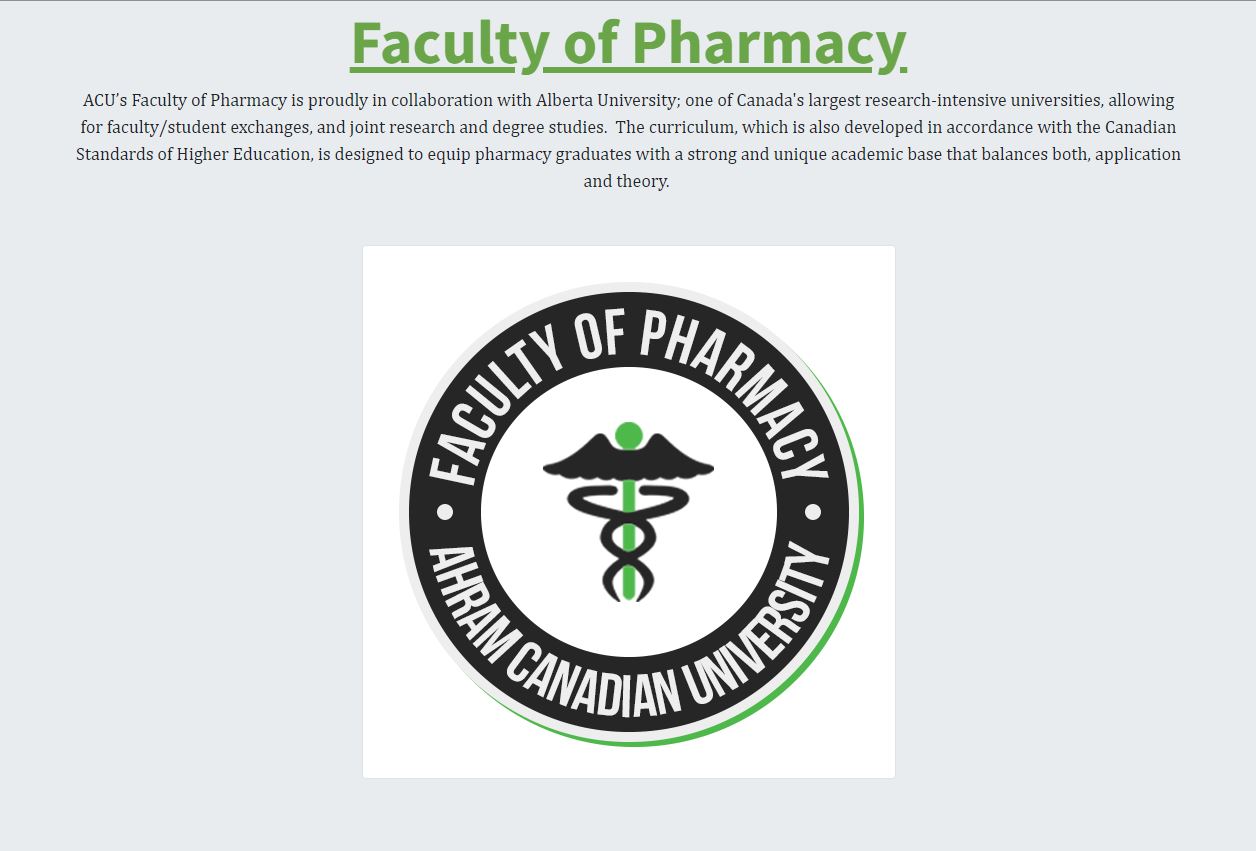 Faculty of Pharmacy
ACU’s Faculty of Pharmacy is proudly in collaboration with Alberta University; one of Canada's largest research-intensive universities, allowing
for faculty/student exchanges, and joint research and degree studies.  The curriculum, which is also developed in accordance with the Canadian
Standards of Higher Education, is designed to equip pharmacy graduates with a strong and unique academic base that balances both, application
and theory.
FACULTY OF PHARMACY
AHRAM CANADIAN UNIVERSITY